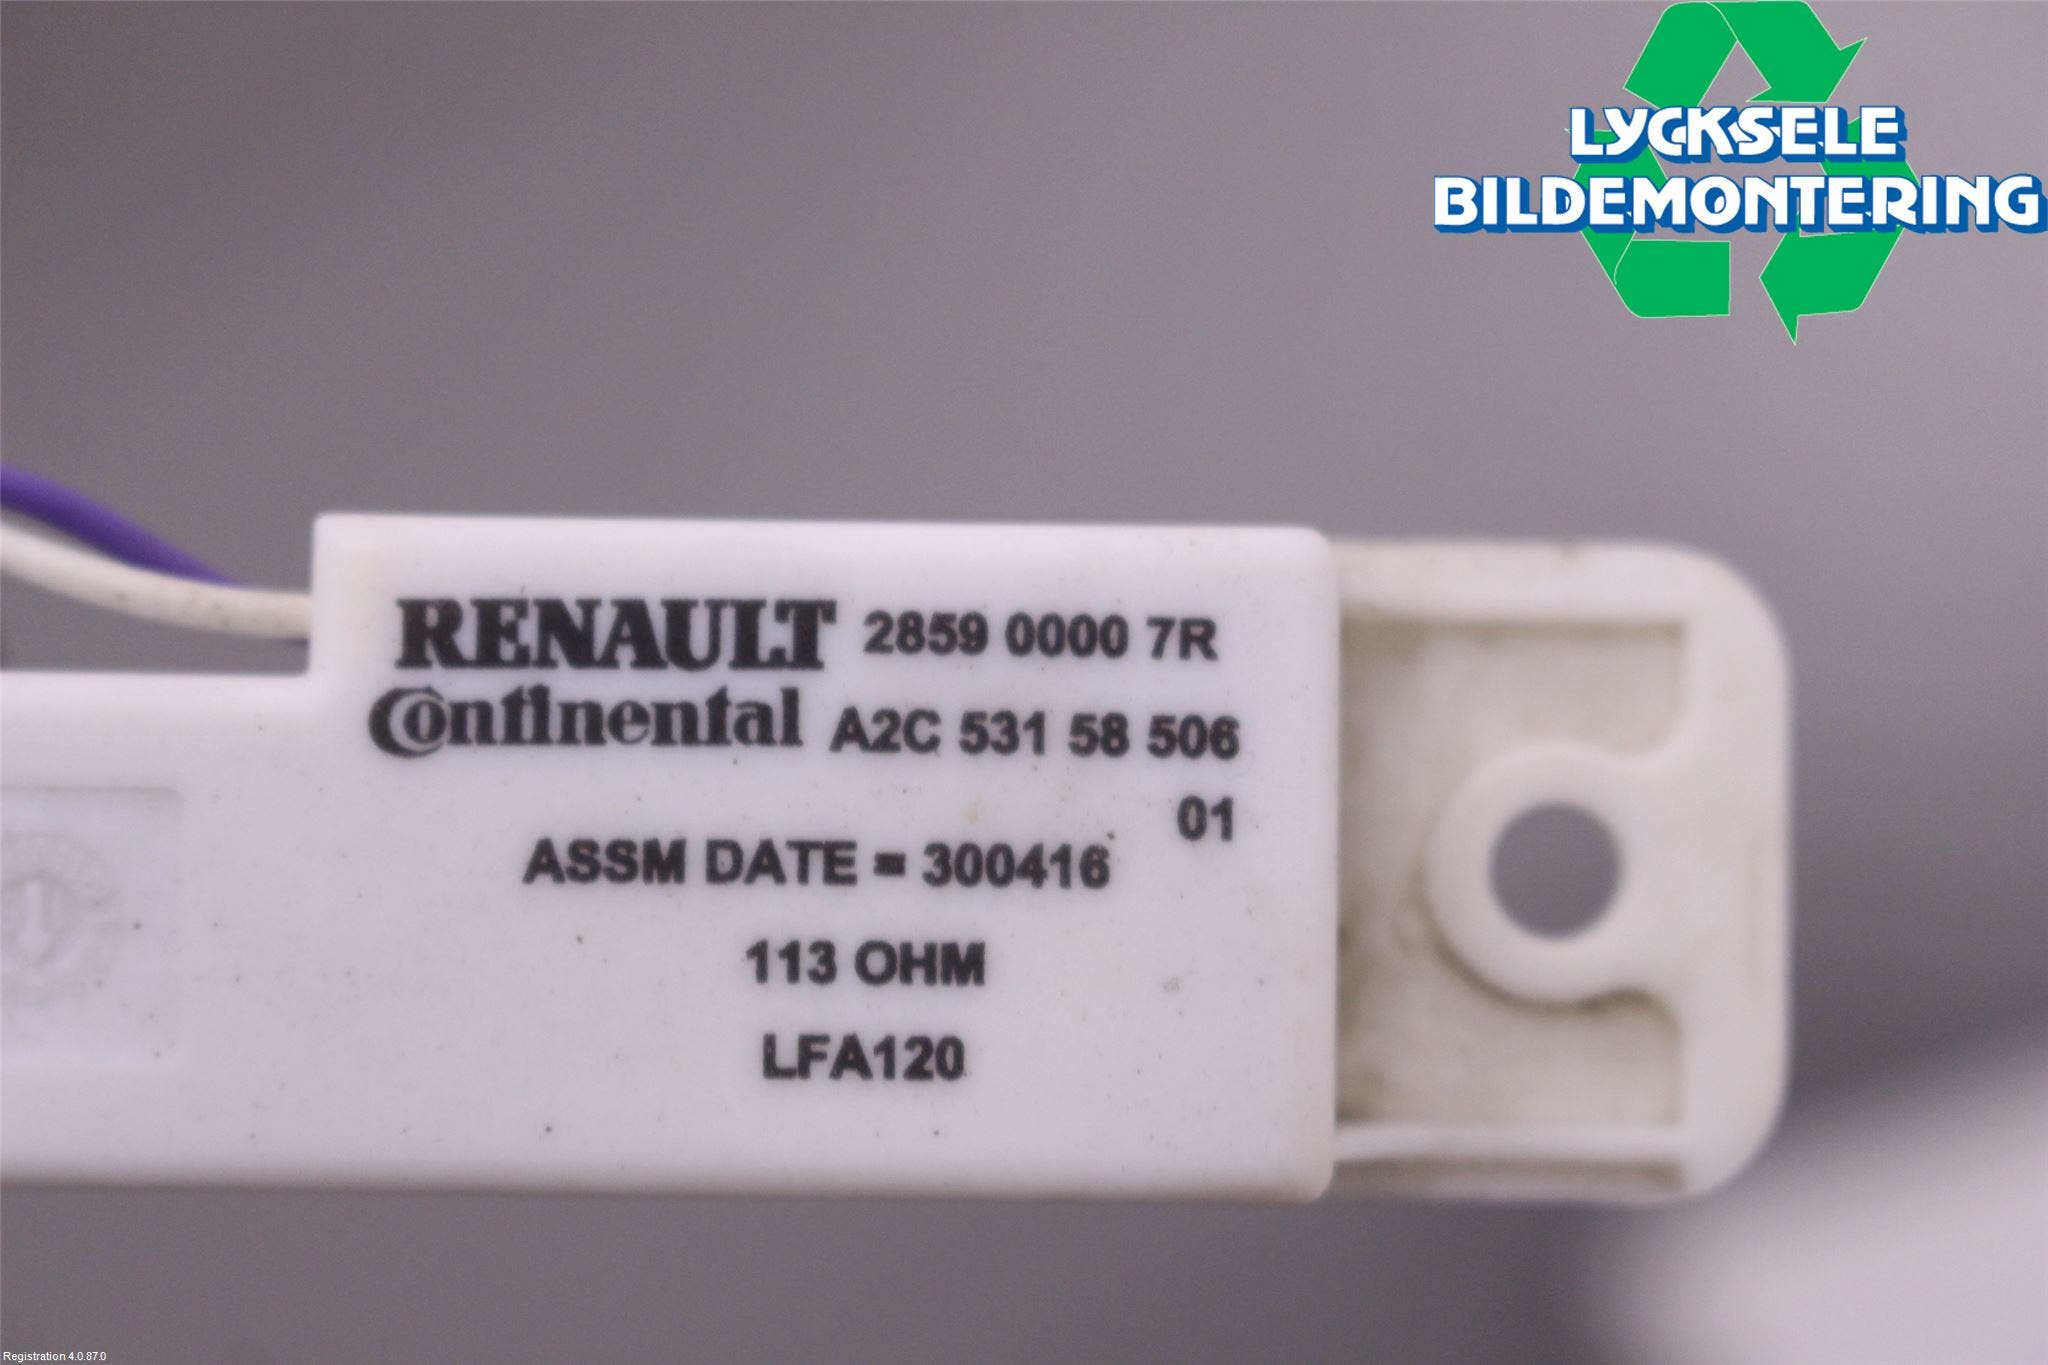 LYCKSELE
BILDEMONTERING
RENAULT 2859 0000 7R
Continental A2C 531 58 506
01
ASSM DATE = 300416
113 OHM
LFA120
Registration 4.0.87.0